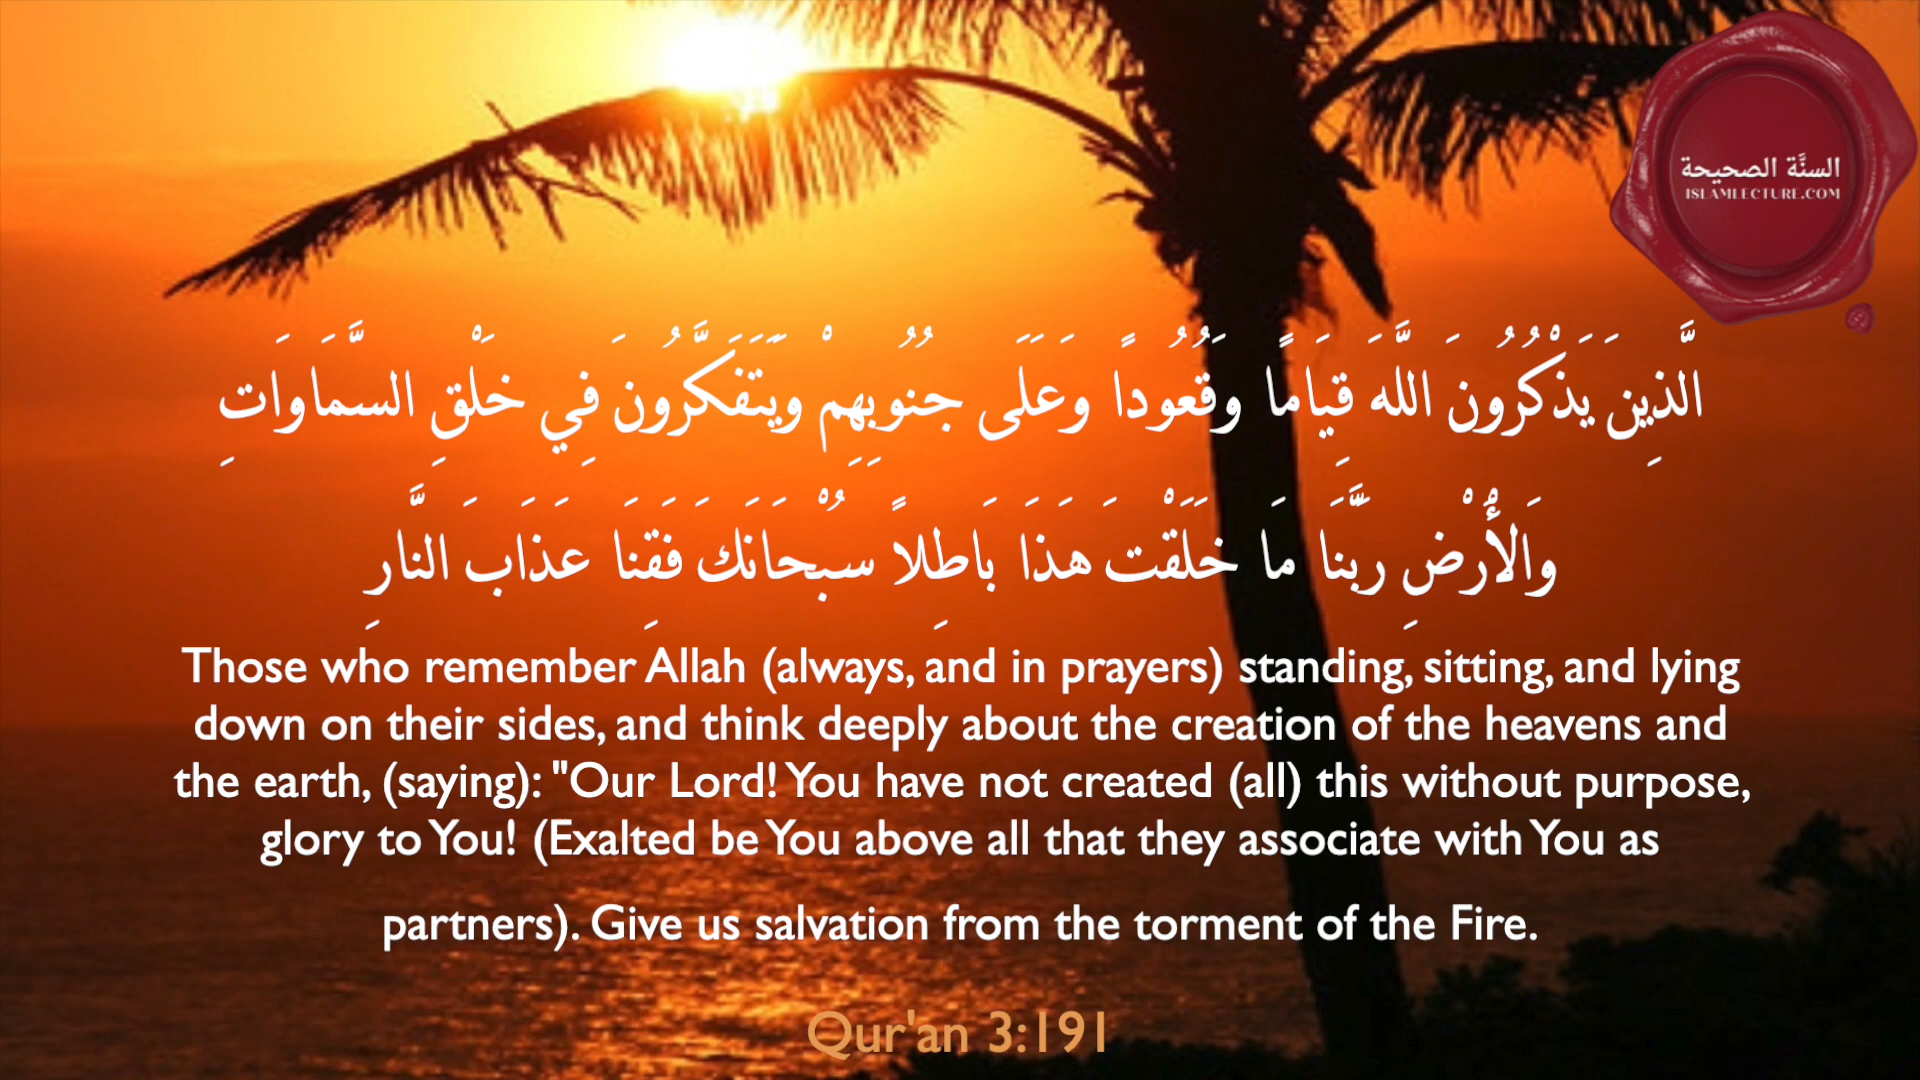 السنَّة الصحيحة
ISLAMLECTURE.COM
الَّذِينَ يَذْكُرُونَ اللَّهَ قِيَامًا وَقُعُودًا وَعَلَى جُنُوبِهِمْ وَيَتَفَكَّرُونَ فِي خَلْقِ السَّمَاوَاتِ
وَالْأَرْضِ رَبَّنَا مَا خَلَقْتَ هَذَا بَاطِلًا سُبْحَانَكَ فَقِنَا عَذَابَ النَّارِ
Those who remember Allah (always, and in prayers) standing, sitting, and lying
down on their sides, and think deeply about the creation of the heavens and
the earth, (saying): "Our Lord! You have not created (all) this without purpose,
glory to You! (Exalted be You above all that they associate with You as
partners). Give us salvation from the torment of the Fire.
Qur'an 3:191